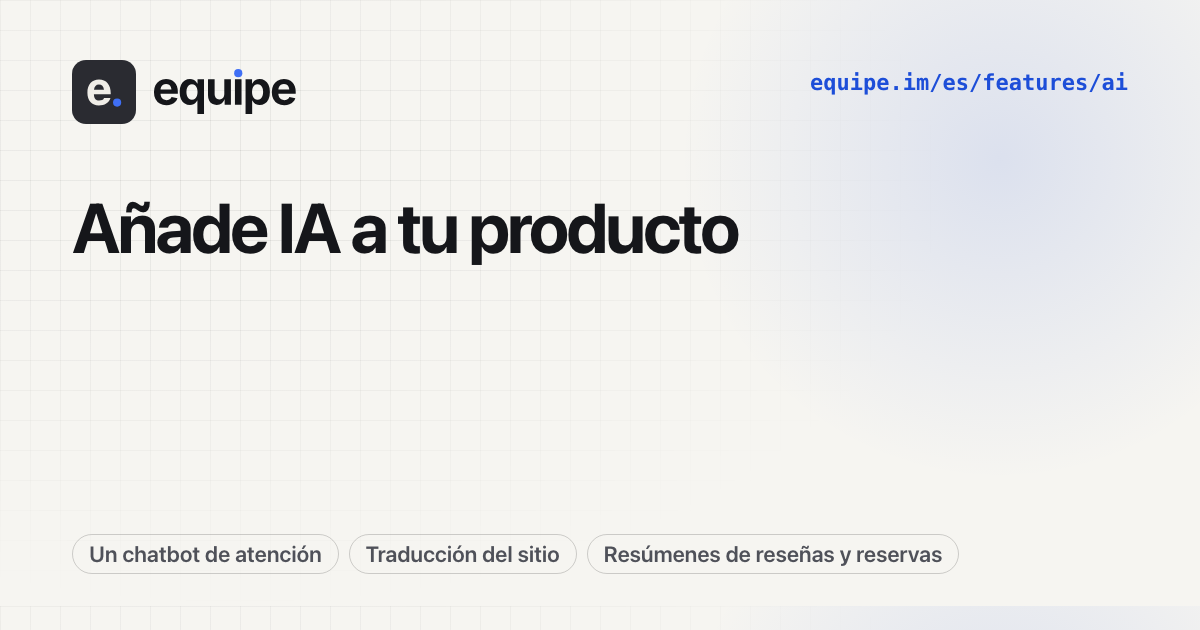 e. equipe
equipe.im/es/features/ai
Añade IA a tu producto
Un chatbot de atención
Traducción del sitio
Resúmenes de reseñas y reservas